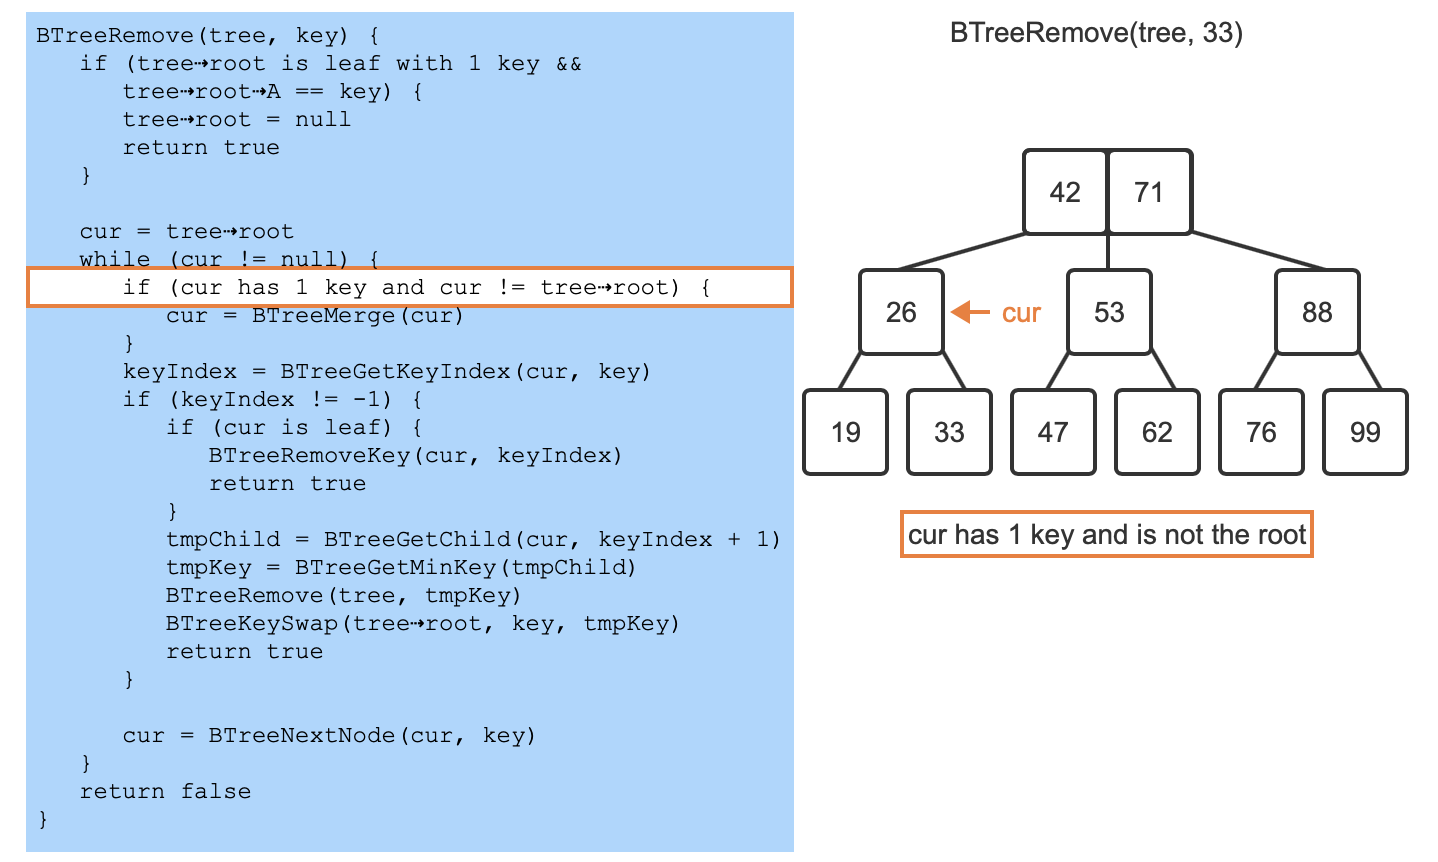 BTreeRemove(tree, key) {
if (tree⇢root is leaf with 1 key &&
tree⇢root⇢A == key) {
tree⇢root = null
return true
}
cur = tree⇢root
while (cur != null) {
if (cur has 1 key and cur != tree⇢root) {
cur = BTreeMerge(cur)
}
keyIndex = BTreeGetKeyIndex(cur, key)
if (keyIndex != -1) {
if (cur is leaf) {
BTreeRemoveKey(cur, keyIndex)
return true
}
tmpChild = BTreeGetChild(cur, keyIndex + 1)
tmpKey = BTreeGetMinKey(tmpChild)
BTreeRemove(tree, tmpKey)
BTreeKeySwap(tree⇢root, key, tmpKey)
return true
}
cur = BTreeNextNode(cur, key)
}
return false
}
BTreeRemove(tree, 33)
42 71
26 cur 53 88
19 33 47 62 76 99
cur has 1 key and is not the root